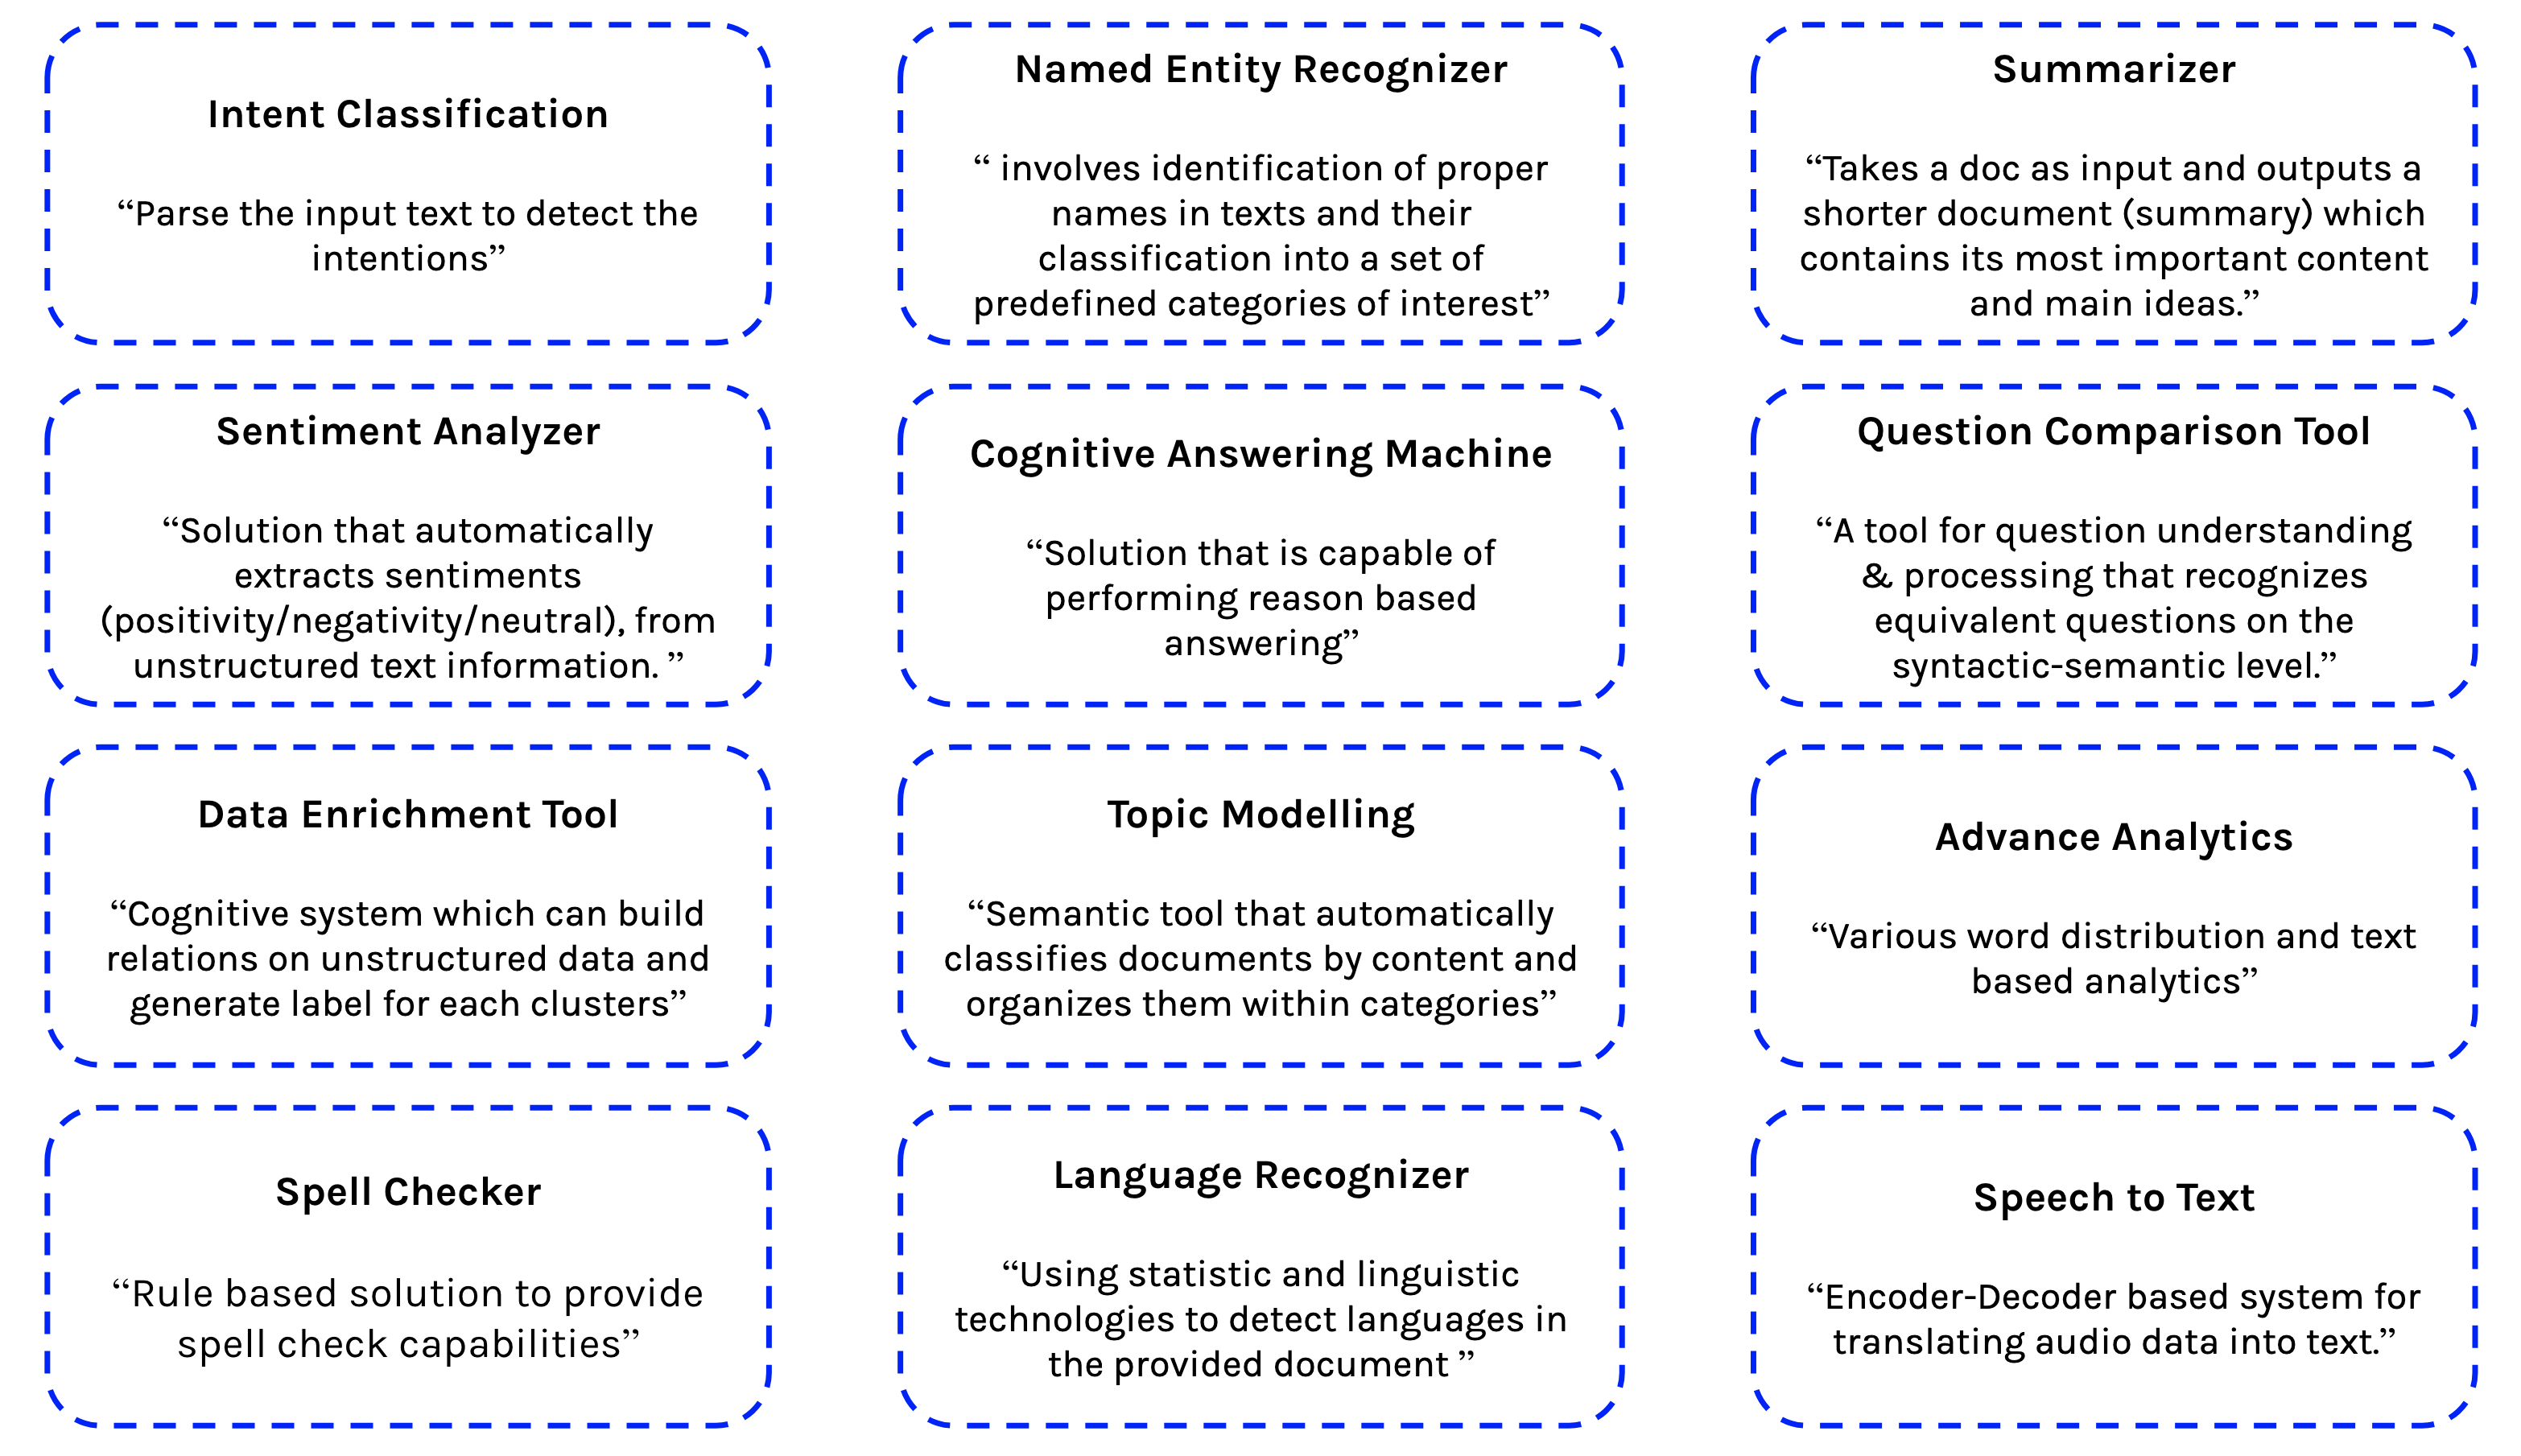 Intent Classification
“Parse the input text to detect the
intentions”
Named Entity Recognizer
“ involves identification of proper
names in texts and their
classification into a set of
predefined categories of interest”
Summarizer
“Takes a doc as input and outputs a
shorter document (summary) which
contains its most important content
and main ideas.”
Sentiment Analyzer
“Solution that automatically
extracts sentiments
(positivity/negativity/neutral), from
unstructured text information. ”
Cognitive Answering Machine
“Solution that is capable of
performing reason based
answering”
Question Comparison Tool
“A tool for question understanding
& processing that recognizes
equivalent questions on the
syntactic-semantic level.”
Data Enrichment Tool
“Cognitive system which can build
relations on unstructured data and
generate label for each clusters”
Topic Modelling
“Semantic tool that automatically
classifies documents by content and
organizes them within categories”
Advance Analytics
“Various word distribution and text
based analytics”
Spell Checker
“Rule based solution to provide
spell check capabilities”
Language Recognizer
“Using statistic and linguistic
technologies to detect languages in
the provided document ”
Speech to Text
“Encoder-Decoder based system for
translating audio data into text.”